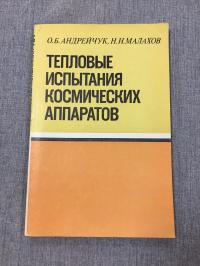 О.Б.АНДРЕЙЧУК, Н.Н.МАЛАХОВ
ТЕПЛОВЫЕ
ИСПЫТАНИЯ
КОСМИЧЕСКИХ
АППАРАТОВ